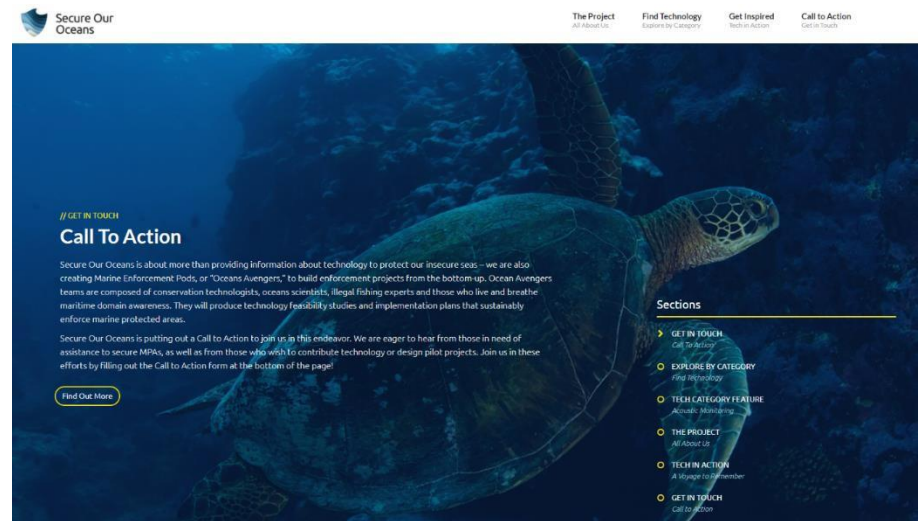 Secure Our
Oceans
The Project
All About Us
Find Technology
Explore by Category
Get Inspired
Tech in Action
Call to Action
Get in Touch
// GET IN TOUCH
Call To Action
Secure Our Oceans is about more than providing information about technology to protect our insecure seas – we are also
creating Marine Enforcement Pods, or "Oceans Avengers," to build enforcement projects from the bottom-up. Ocean Avengers
teams are composed of conservation technologists, oceans scientists, illegal fishing experts and those who live and breathe
maritime domain awareness. They will produce technology feasibility studies and implementation plans that sustainably
enforce marine protected areas.
Secure Our Oceans is putting out a Call to Action to join us in this endeavor. We are eager to hear from those in need of
assistance to secure MPAs, as well as from those who wish to contribute technology or design pilot projects. Join us in these
efforts by filling out the Call to Action form at the bottom of the page!
Find Out More
Sections
GET IN TOUCH
Call To Action
EXPLORE BY CATEGORY
Find Technology
TECH CATEGORY FEATURE
Acoustic Monitoring
THE PROJECT
All About Us
TECH IN ACTION
A Voyage to Remember
GET IN TOUCH
Call to Action